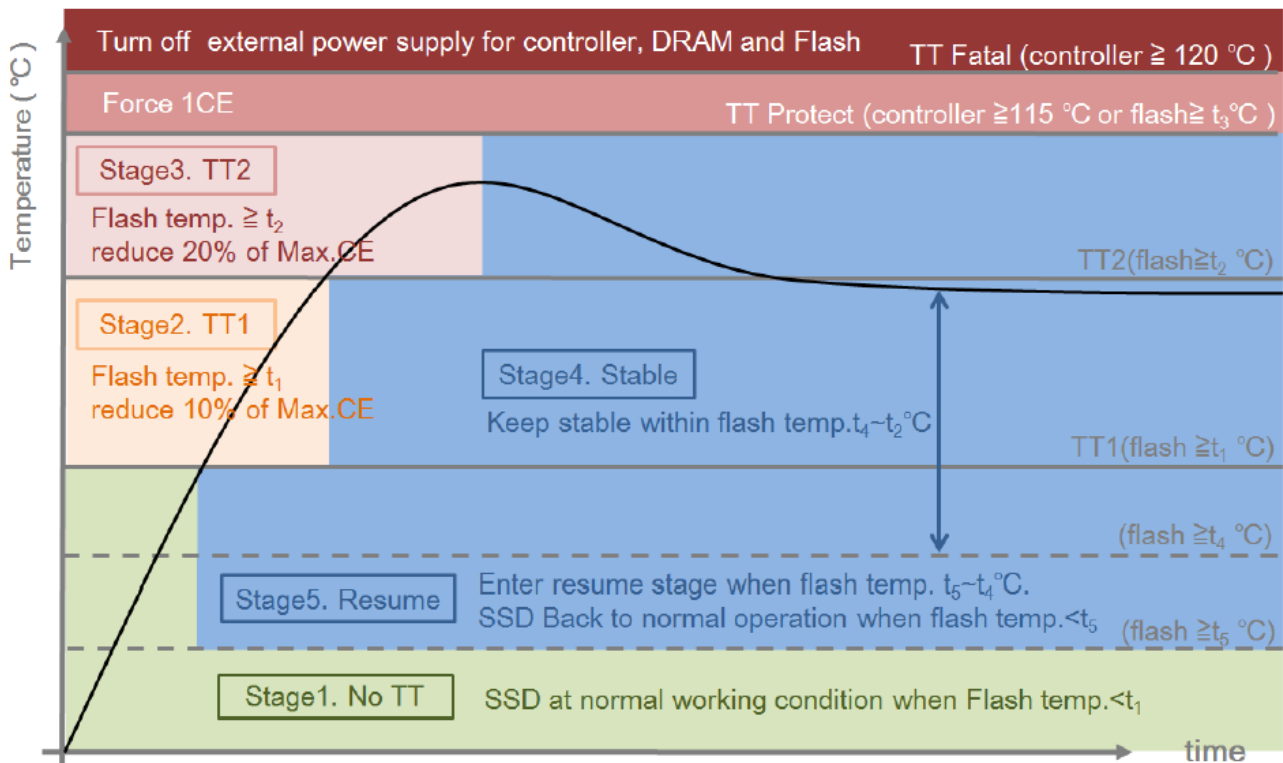 Temperature (℃)
Turn off external power supply for controller, DRAM and Flash
TT Fatal (controller ≧ 120 ℃ )
Force 1CE
TT Protect (controller ≧115 ℃ or flash≧ t₃℃ )
Stage3. TT2
Flash temp. ≧ t₂
reduce 20% of Max.CE
TT2(flash≧t₂ ℃)
Stage2. TT1
Flash temp. ≧ t₁
reduce 10% of Max.CE
Stage4. Stable
Keep stable within flash temp.t₄~t₂℃
TT1(flash ≧t₁ ℃)
(flash ≧t₄ ℃)
Stage5. Resume
Enter resume stage when flash temp. t₅~t₄℃.
SSD Back to normal operation when flash temp.<t₅
(flash ≧t₅ ℃)
Stage1. No TT
SSD at normal working condition when Flash temp.<t₁
time